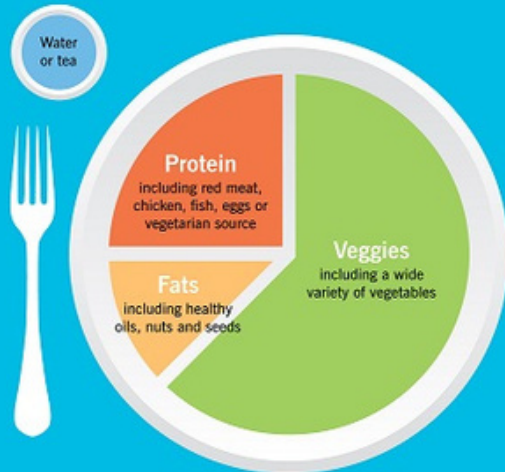 Water
or tea
Protein
including red meat,
chicken, fish, eggs or
vegetarian source
Veggies
including a wide
variety of vegetables
Fats
including healthy
oils, nuts and seeds